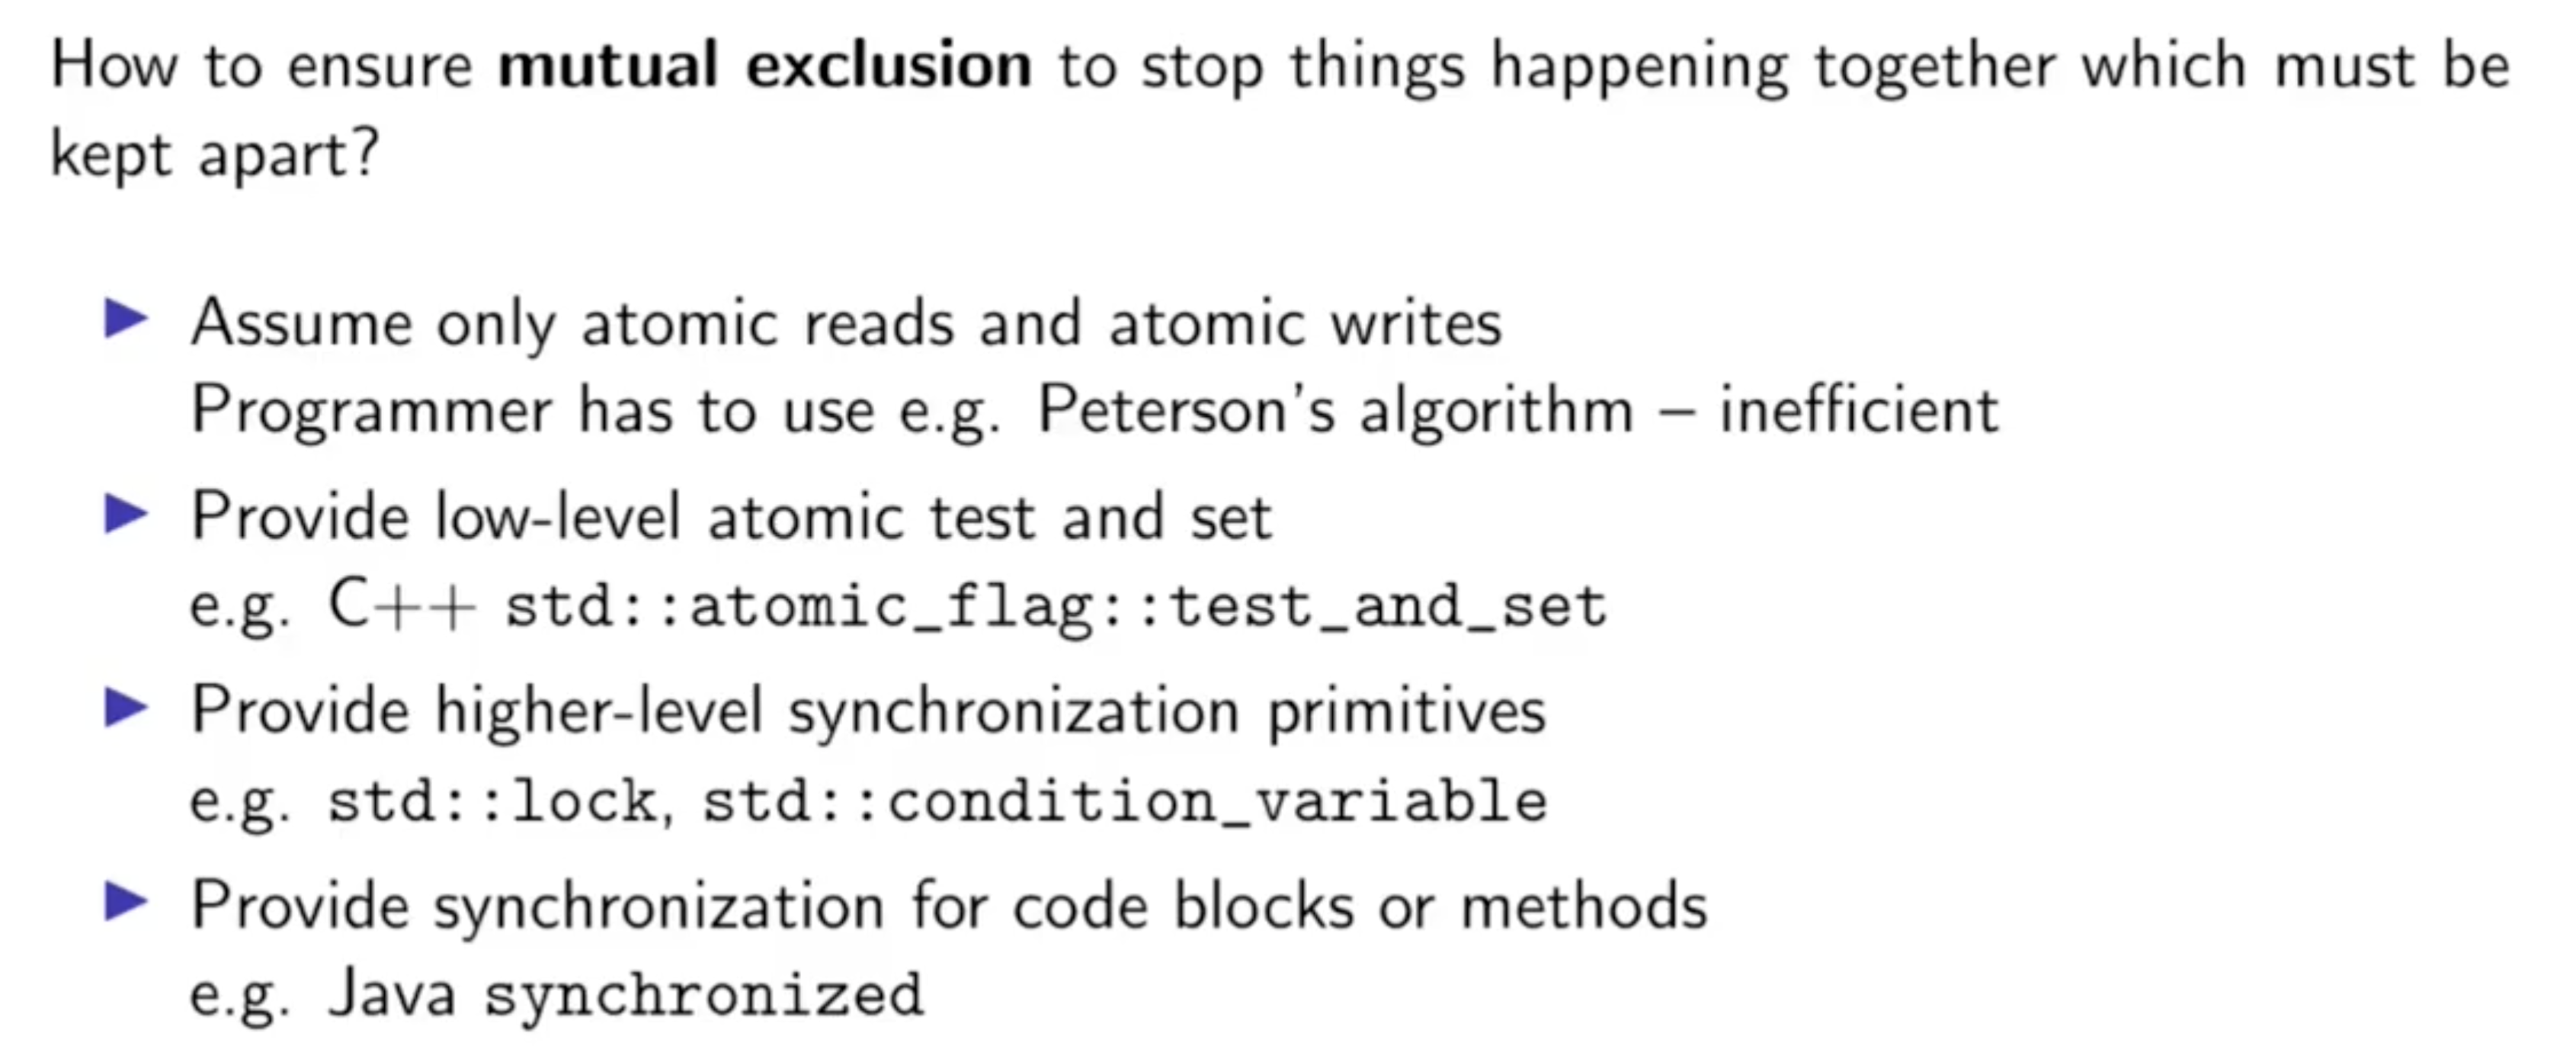 How to ensure mutual exclusion to stop things happening together which must be
kept apart?
Assume only atomic reads and atomic writes
Programmer has to use e.g. Peterson's algorithm – inefficient
Provide low-level atomic test and set
e.g. C++ std::atomic_flag::test_and_set
Provide higher-level synchronization primitives
e.g. std::lock, std::condition_variable
Provide synchronization for code blocks or methods
e.g. Java synchronized